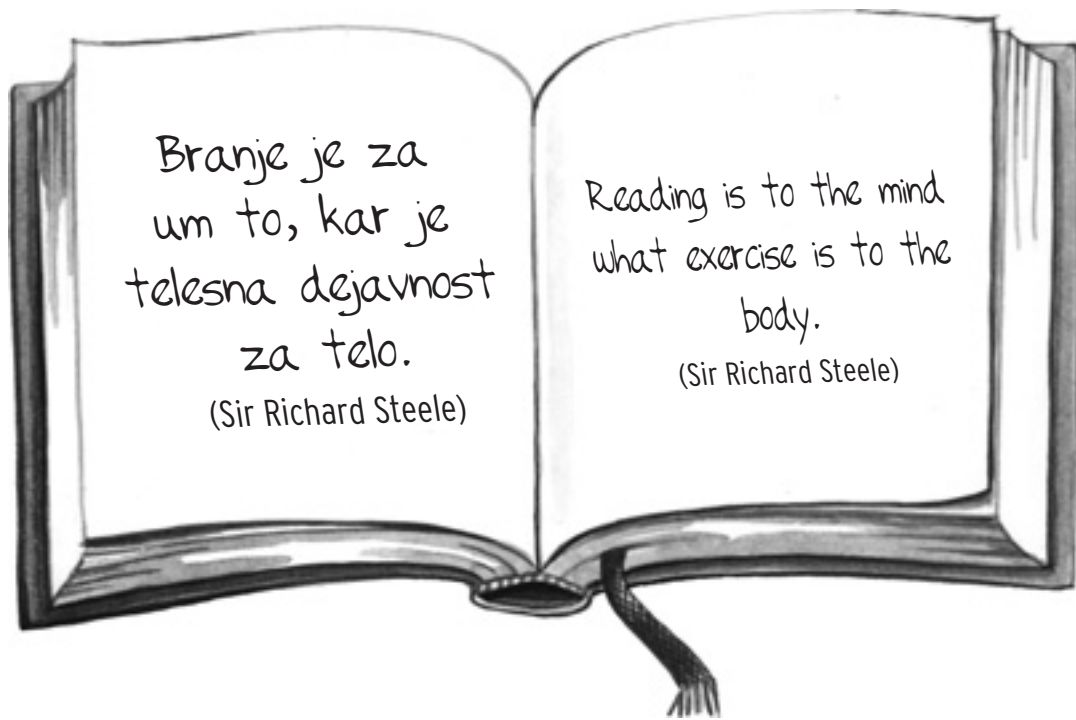 Branje je za
um to, kar je
telesna dejavnost
za telo.
(Sir Richard Steele)
Reading is to the mind
what exercise is to the
body.
(Sir Richard Steele)